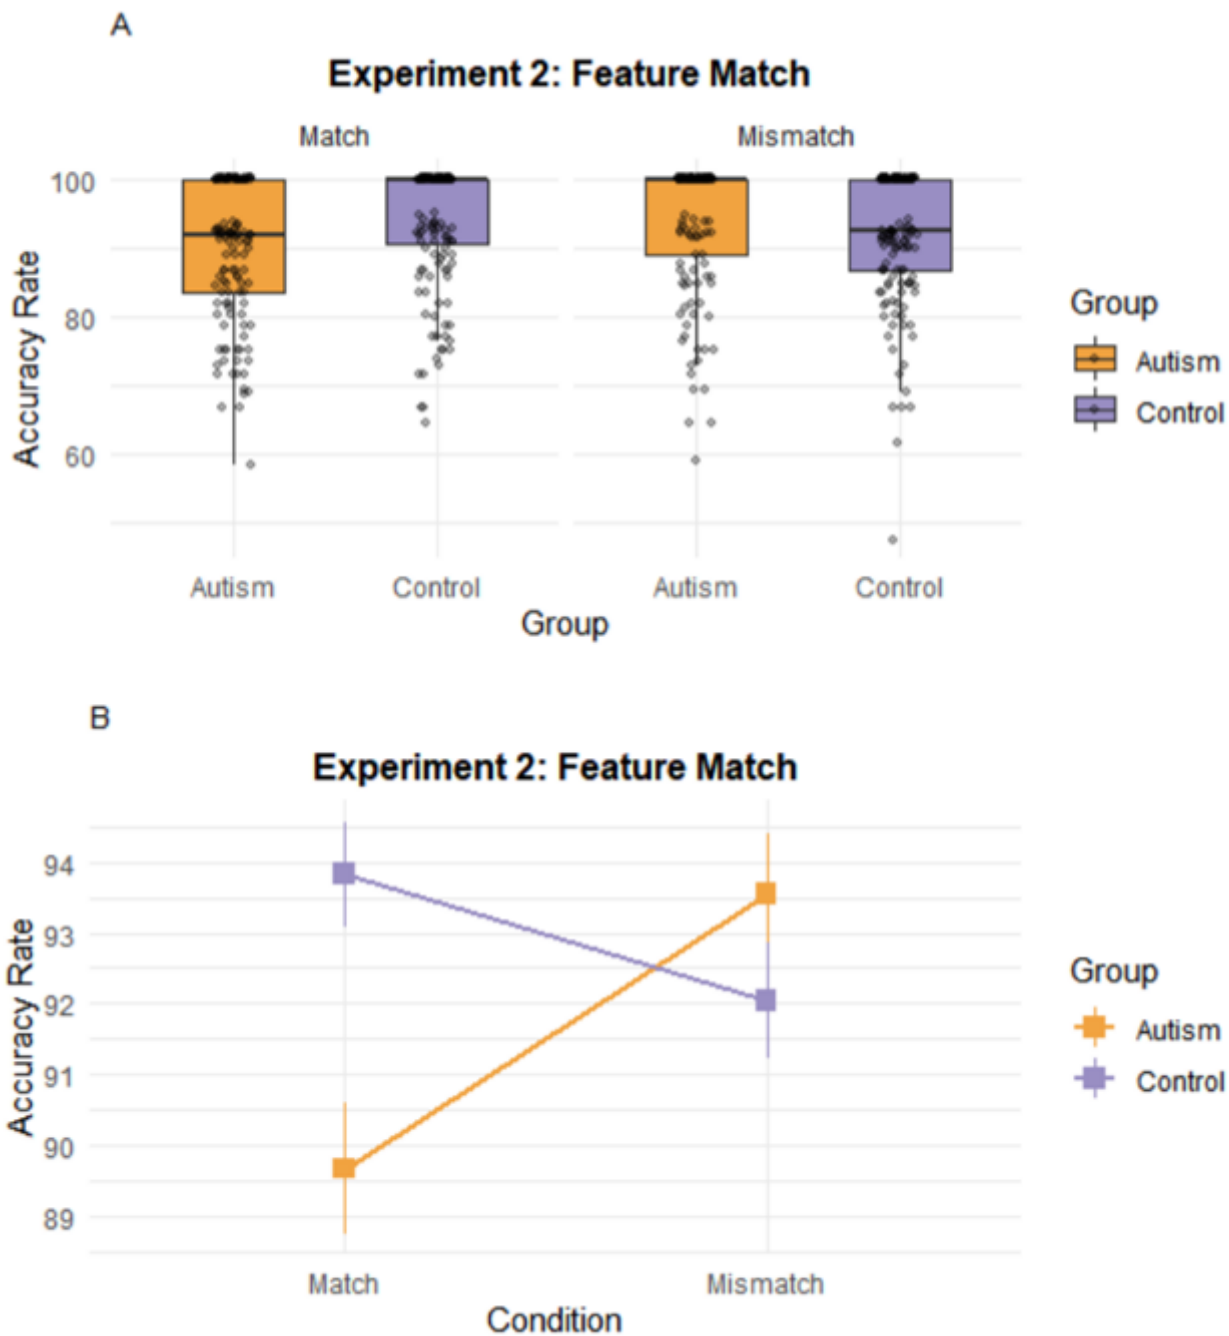 A
Experiment 2: Feature Match
Match Mismatch
100
80
60
Accuracy Rate
Autism Control Autism Control
Group
Group
Autism
Control
B
Experiment 2: Feature Match
94
93
92
91
90
89
Accuracy Rate
Match Mismatch
Condition
Group
Autism
Control